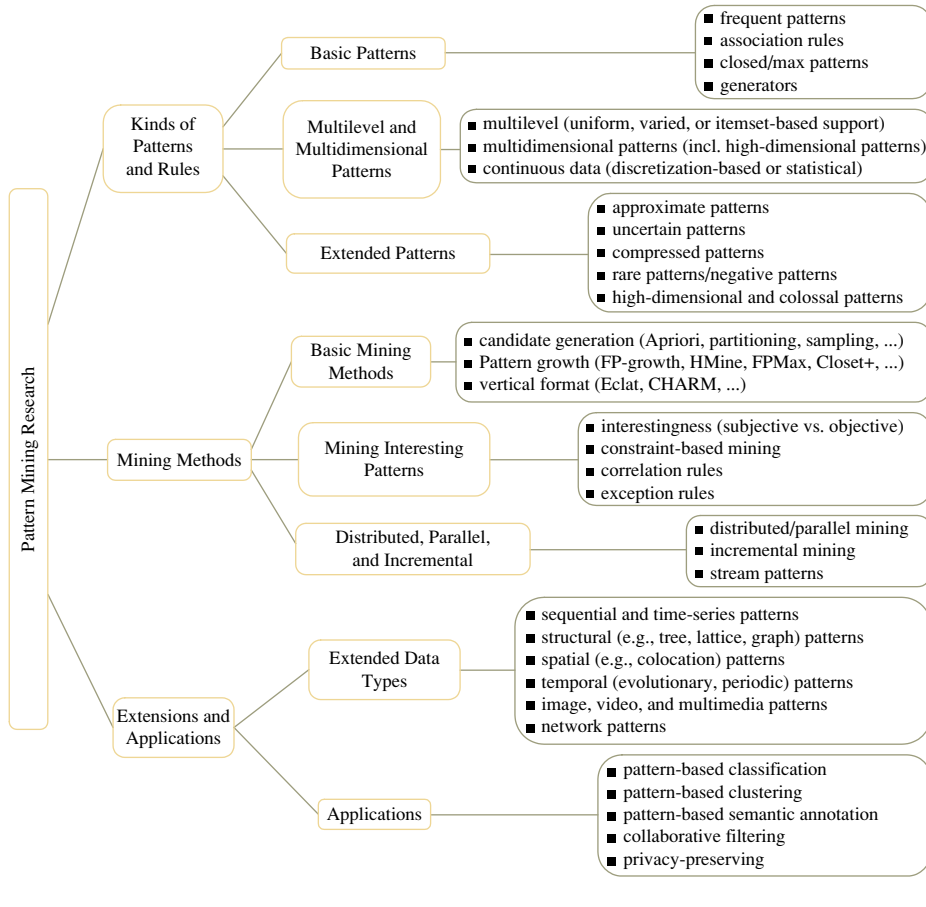 Pattern Mining Research
Kinds of
Patterns
and Rules
Basic Patterns
■ frequent patterns
■ association rules
■ closed/max patterns
■ generators
Multilevel and
Multidimensional
Patterns
■ multilevel (uniform, varied, or itemset-based support)
■ multidimensional patterns (incl. high-dimensional patterns)
■ continuous data (discretization-based or statistical)
Extended Patterns
■ approximate patterns
■ uncertain patterns
■ compressed patterns
■ rare patterns/negative patterns
■ high-dimensional and colossal patterns
Mining Methods
Basic Mining
Methods
■ candidate generation (Apriori, partitioning, sampling, ...)
■ Pattern growth (FP-growth, HMine, FPMax, Closet+, ...)
■ vertical format (Eclat, CHARM, ...)
Mining Interesting
Patterns
■ interestingness (subjective vs. objective)
■ constraint-based mining
■ correlation rules
■ exception rules
Distributed, Parallel,
and Incremental
■ distributed/parallel mining
■ incremental mining
■ stream patterns
Extensions and
Applications
Extended Data
Types
■ sequential and time-series patterns
■ structural (e.g., tree, lattice, graph) patterns
■ spatial (e.g., colocation) patterns
■ temporal (evolutionary, periodic) patterns
■ image, video, and multimedia patterns
■ network patterns
Applications
■ pattern-based classification
■ pattern-based clustering
■ pattern-based semantic annotation
■ collaborative filtering
■ privacy-preserving